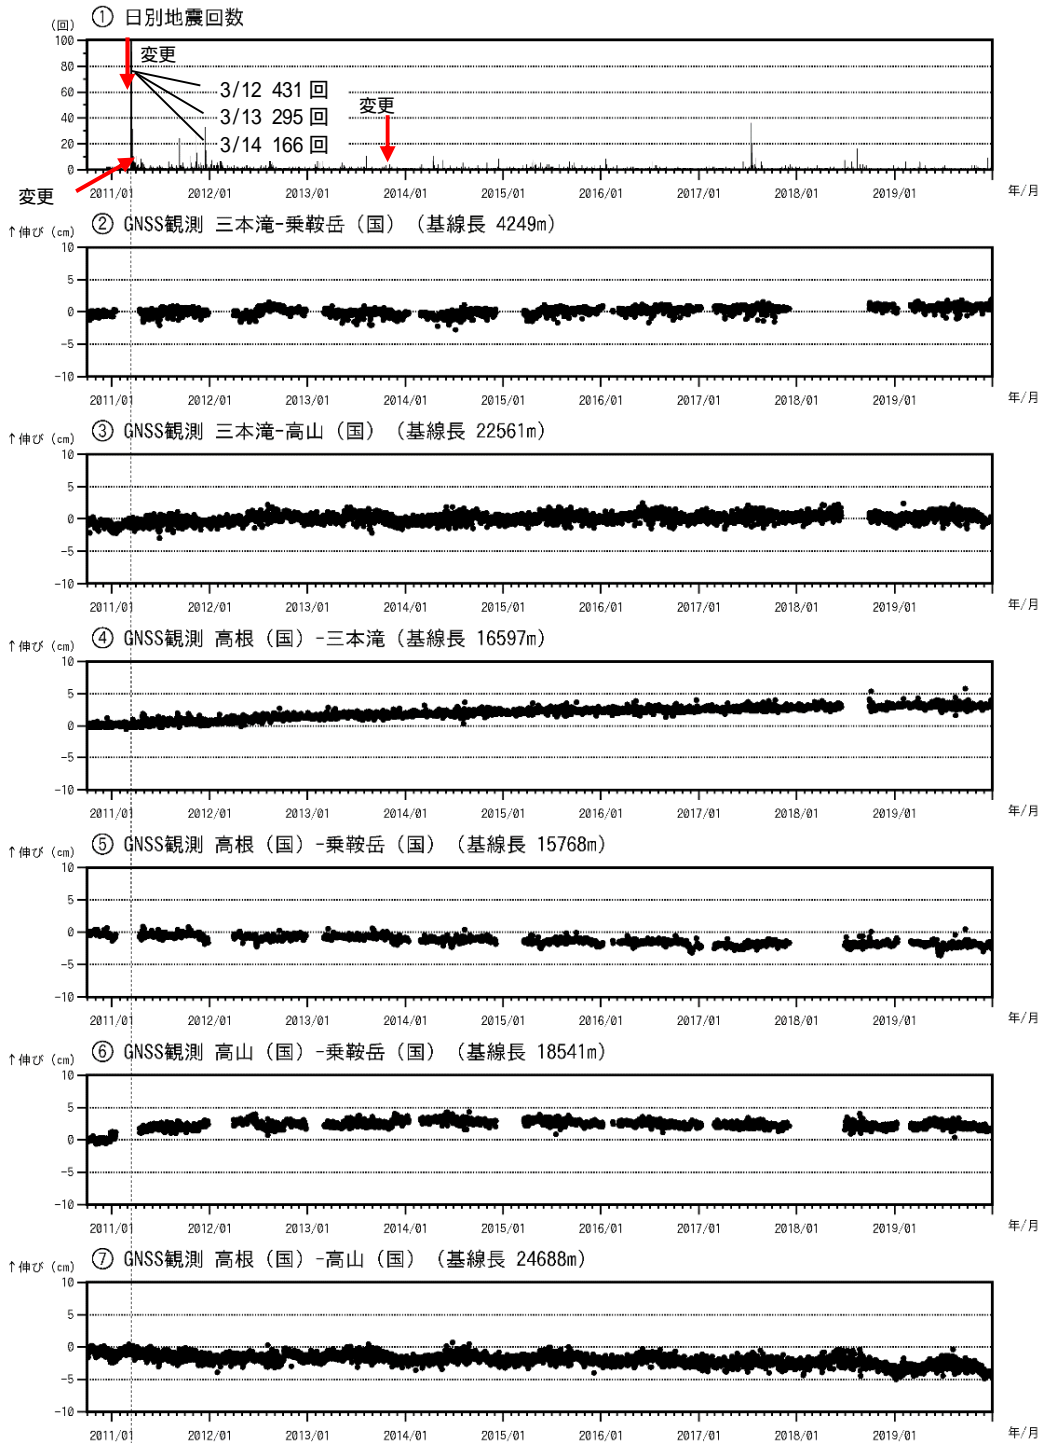 ① 日別地震回数
(回)
100
変更
80
3/12 431 回
60
3/13 295 回
変更
40
3/14 166 回
20
0
2011/01 2012/01 2013/01 2014/01 2015/01 2016/01 2017/01 2018/01 2019/01 年/月
変更
② GNSS観測 三本滝-乗鞍岳（国）（基線長 4249m）
↑伸び（cm）
10
5
0
-5
-10
2011/01 2012/01 2013/01 2014/01 2015/01 2016/01 2017/01 2018/01 2019/01 年/月
③ GNSS観測 三本滝-高山（国）（基線長 22561m）
↑伸び（cm）
10
5
0
-5
-10
2011/01 2012/01 2013/01 2014/01 2015/01 2016/01 2017/01 2018/01 2019/01 年/月
④ GNSS観測 高根（国）-三本滝（基線長 16597m）
↑伸び（cm）
10
5
0
-5
-10
2011/01 2012/01 2013/01 2014/01 2015/01 2016/01 2017/01 2018/01 2019/01 年/月
⑤ GNSS観測 高根（国）-乗鞍岳（国）（基線長 15768m）
↑伸び（cm）
10
5
0
-5
-10
2011/01 2012/01 2013/01 2014/01 2015/01 2016/01 2017/01 2018/01 2019/01 年/月
⑥ GNSS観測 高山（国）-乗鞍岳（国）（基線長 18541m）
↑伸び（cm）
10
5
0
-5
-10
2011/01 2012/01 2013/01 2014/01 2015/01 2016/01 2017/01 2018/01 2019/01 年/月
⑦ GNSS観測 高根（国）-高山（国）（基線長 24688m）
↑伸び（cm）
10
5
0
-5
-10
2011/01 2012/01 2013/01 2014/01 2015/01 2016/01 2017/01 2018/01 2019/01 年/月